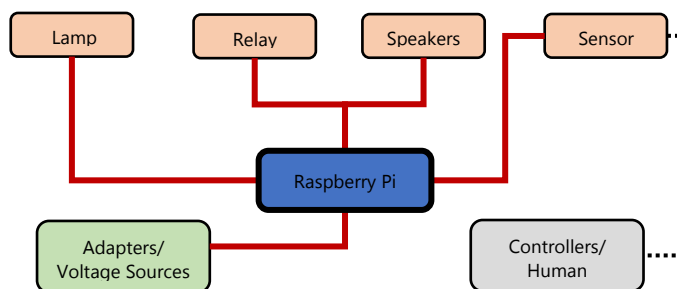 Lamp
Relay
Speakers
Sensor
Raspberry Pi
Adapters/
Voltage Sources
Controllers/
Human